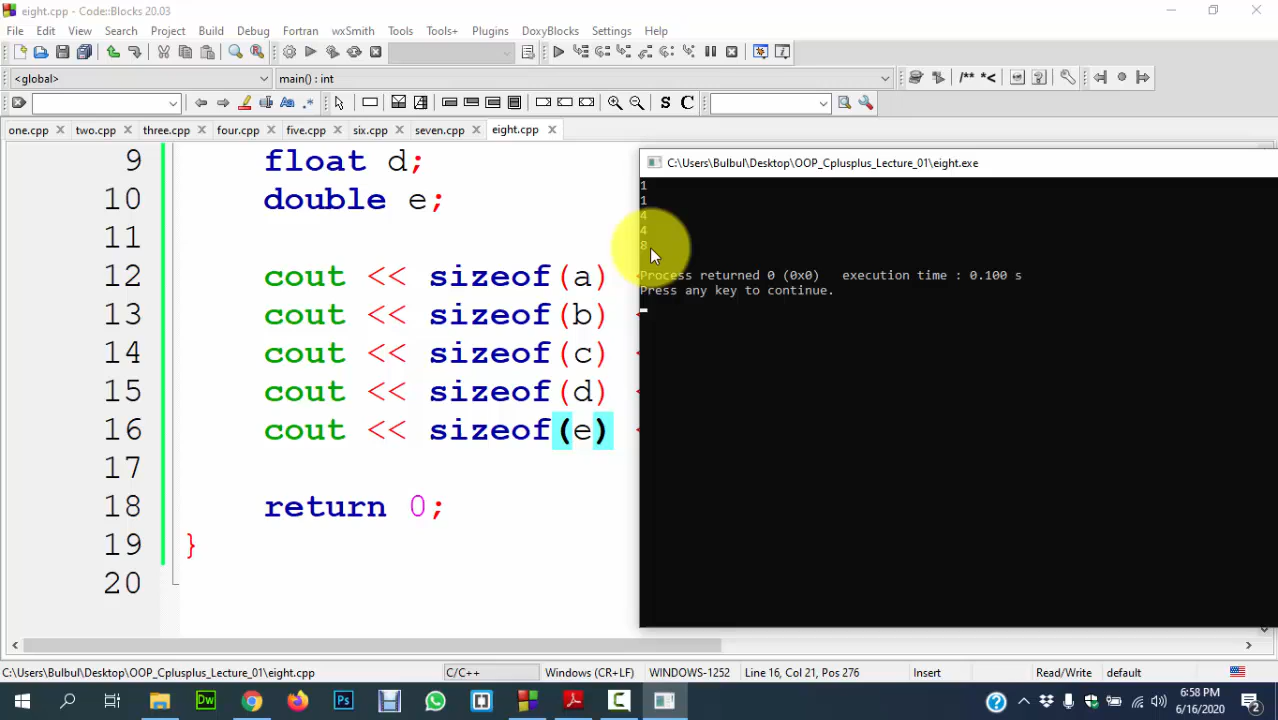 eight.cpp - Code::Blocks 20.03
File Edit View Search Project Build Debug Fortran wxSmith Tools Tools+ Plugins DoxyBlocks Settings Help
<global> main() : int /** *<
.* S C
one.cpp two.cpp three.cpp four.cpp five.cpp six.cpp seven.cpp eight.cpp
9 float d;
10 double e;
11
12 cout << sizeof(a) <
13 cout << sizeof(b) <
14 cout << sizeof(c) <
15 cout << sizeof(d) <
16 cout << sizeof(e) <
17
18 return 0;
19 }
20
C:\Users\Bulbul\Desktop\OOP_Cplusplus_Lecture_01\eight.exe
1
1
4
4
8
Process returned 0 (0x0) execution time : 0.100 s
Press any key to continue.
C:\Users\Bulbul\Desktop\OOP_Cplusplus_Lecture_01\eight.cpp C/C++ Windows (CR+LF) WINDOWS-1252 Line 16, Col 21, Pos 276 Insert Read/Write default
Dw Ps 6:58 PM
6/16/2020 2